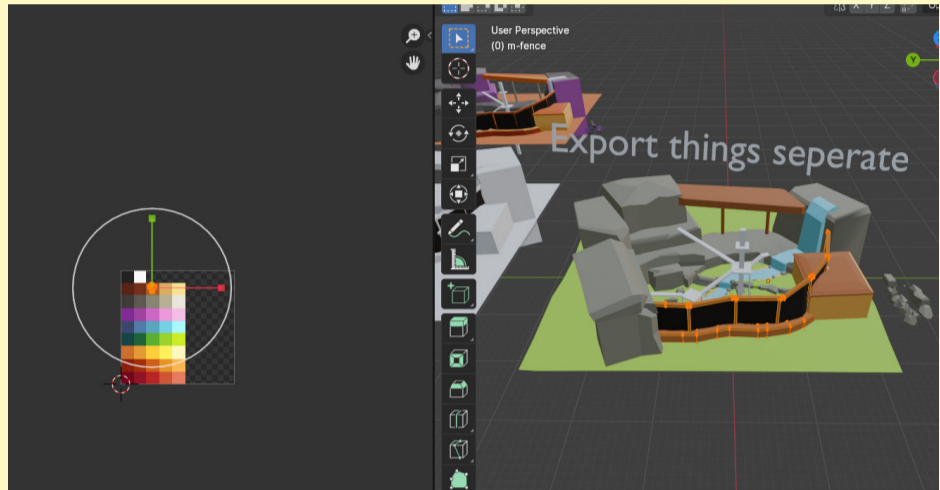 User Perspective
(0) m-fence
X Y Z
Y
Export things seperate